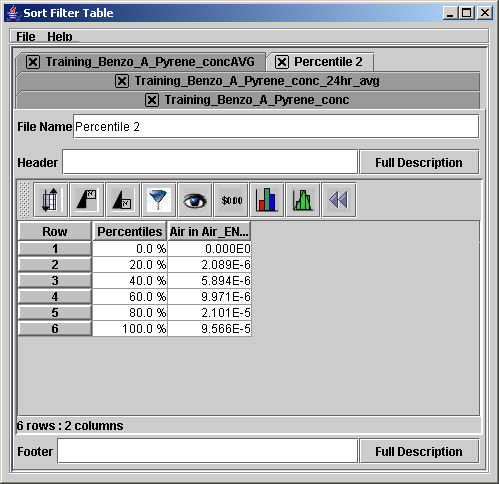 Sort Filter Table
File Help
Training_Benzo_A_Pyrene_concAVG Percentile 2
Training_Benzo_A_Pyrene_conc_24hr_avg
Training_Benzo_A_Pyrene_conc
File Name Percentile 2
Header Full Description
$0.00
Row Percentiles Air in Air_EN...
1 0.0 % 0.000E0
2 20.0 % 2.089E-6
3 40.0 % 5.894E-6
4 60.0 % 9.971E-6
5 80.0 % 2.101E-5
6 100.0 % 9.566E-5
6 rows : 2 columns
Footer Full Description